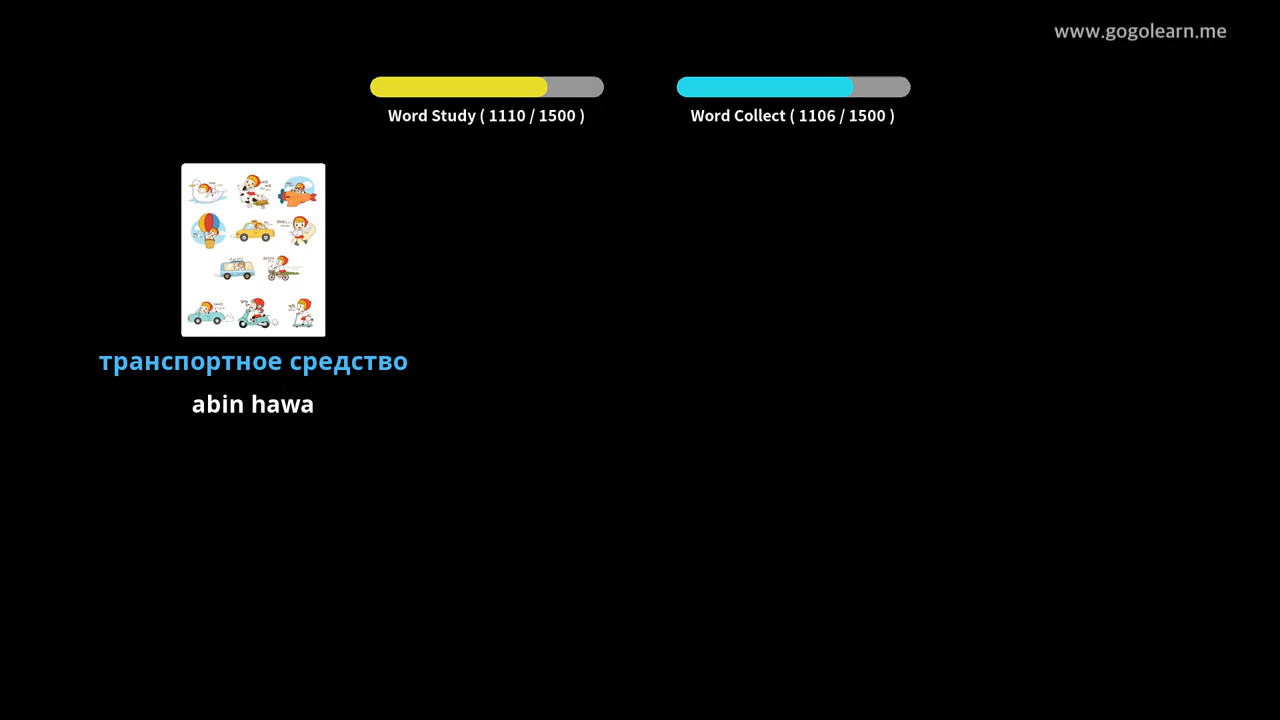 www.gogolearn.me
Word Study ( 1110 / 1500 )
Word Collect ( 1106 / 1500 )
транспортное средство
abin hawa